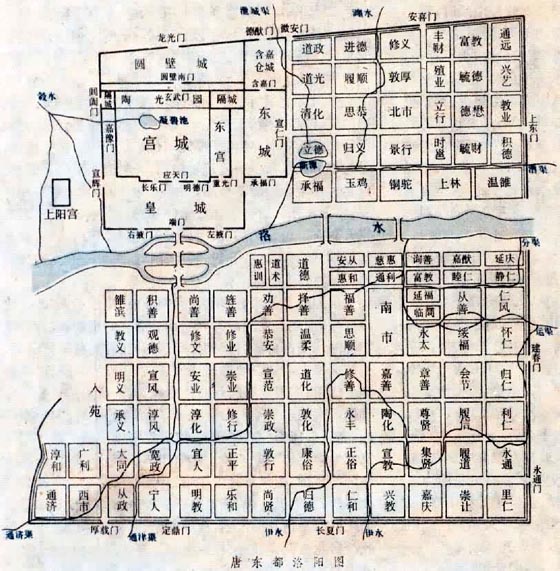 瀍水
安喜门
徽安门
德猷门
龙光门
圆壁城
圆壁南门
含嘉仓城
含嘉门
玄武门
陶光园
隔城
隔城
嘉豫门
宣辉门
宫城
东宫
东城
宣仁门
应天门
长乐门
明德门
重光门
承福门
皇城
端门
右掖门
左掖门
上阳宫
榖水
洛水
道政 进德 修义 丰财 富教 通远
道光 履顺 敦厚 殖业 毓德 兴艺
清化 思恭 北市 立行 德懋 教业
立德 归义 景行 时邕 毓财 积德
承福 玉鸡 铜驼 上林 温雒
上东门
漕渠
分渠
惠训 道术 道德 安从 慈惠 询善 嘉猷 延庆
惠和 通利 富教 睦仁 静仁
雒滨 积善 尚善 旌善 劝善 择善 福善 南市 延福 从善 仁风
临阛
教义 观德 修文 修业 恭安 温柔 思顺 永太 绥福 怀仁
运渠
建春门
明义 宣风 安业 崇业 宣范 道化 修善 嘉善 章善 会节 归仁
入苑
承义 淳风 淳化 修行 崇政 敦化 永丰 陶化 尊贤 履信 利仁
淳和 广利 大同 宽政 宜人 正平 敦行 康俗 正俗 宣教 集贤 履道 永通
永通门
通济 西市 从政 宁人 明教 乐和 尚贤 归德 仁和 兴教 嘉庆 崇让 里仁
通济渠
厚载门
通津渠
定鼎门
伊水
长夏门
伊水
唐东都洛阳图